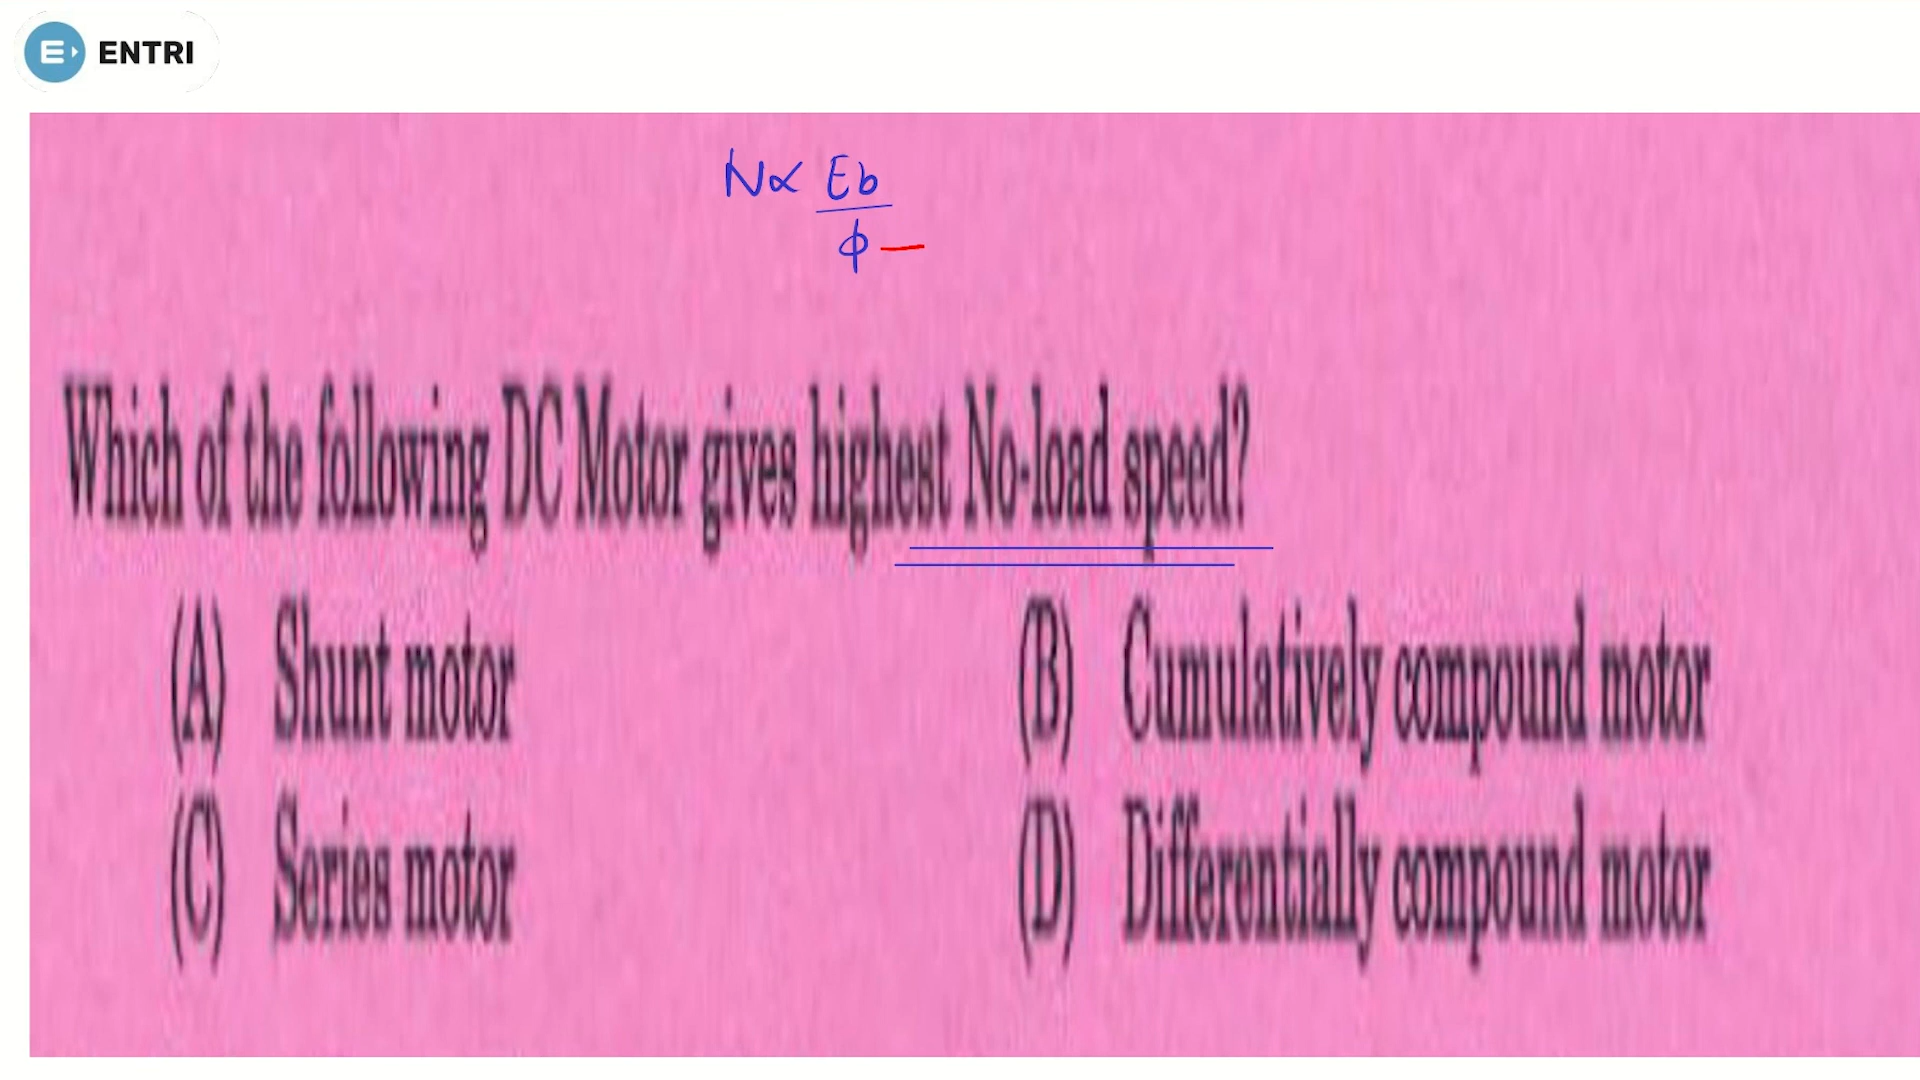 ENTRI
N∝ Eb
ϕ
Which of the following DC Motor gives highest No-load speed?
(A) Shunt motor (B) Cumulatively compound motor
(C) Series motor (D) Differentially compound motor